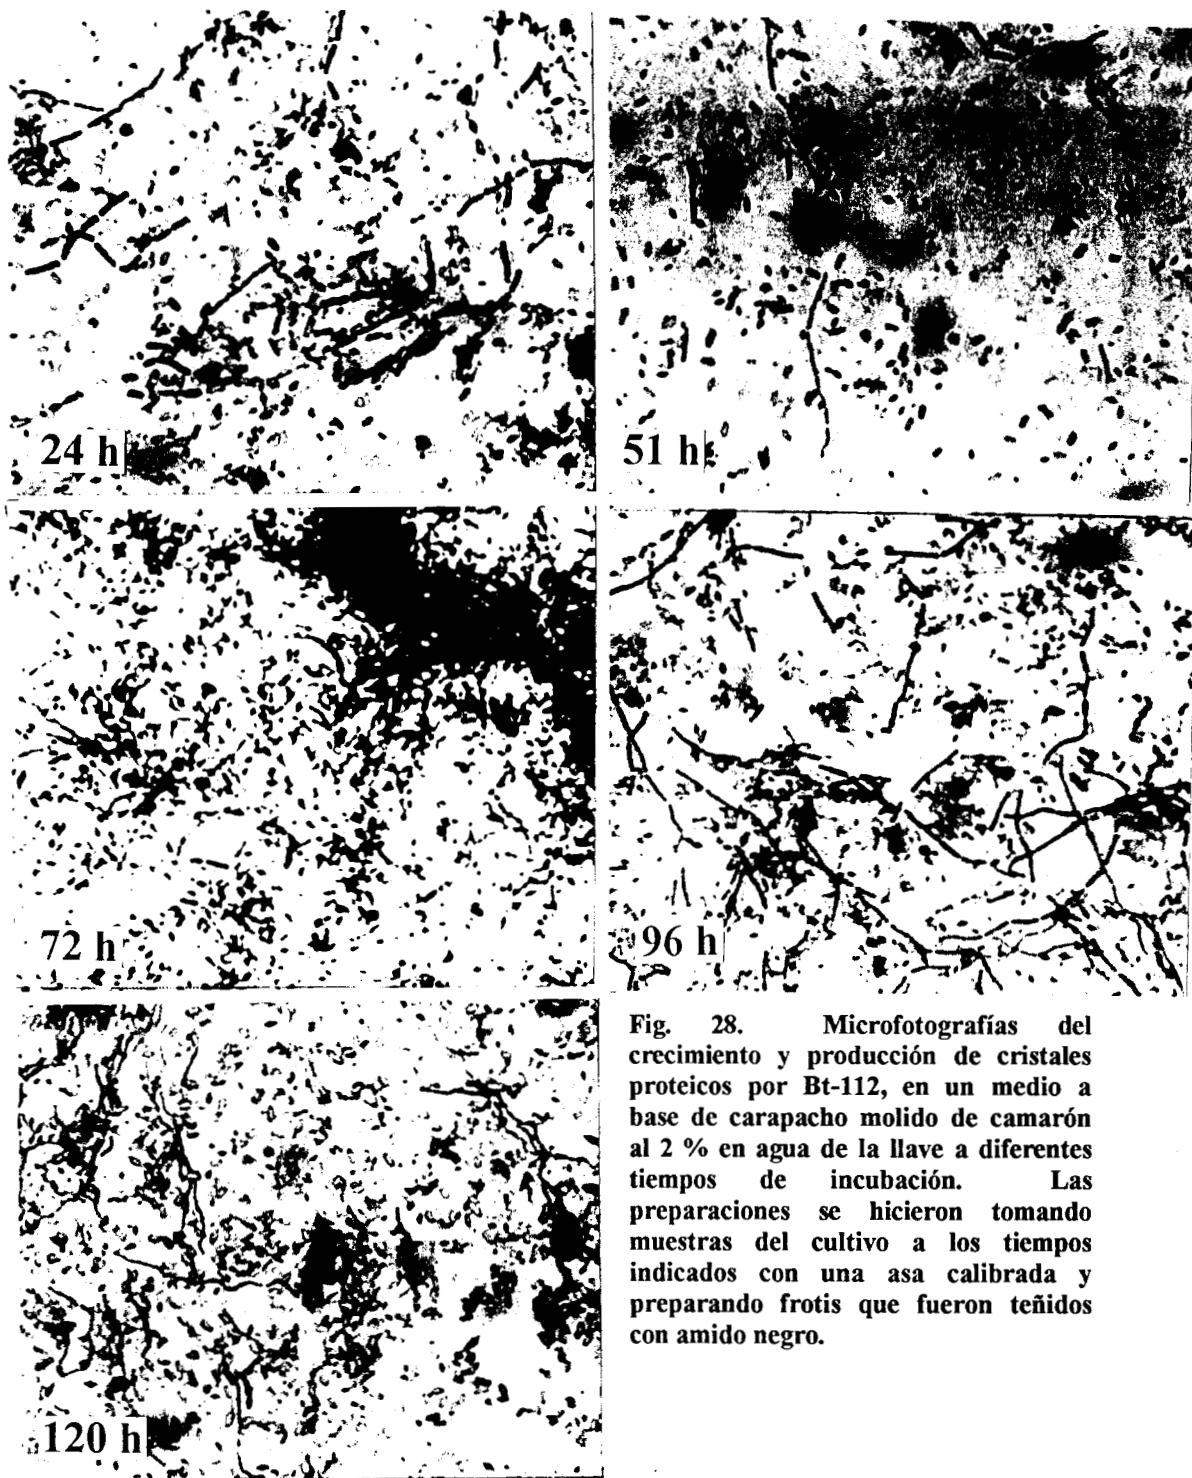 24 h
51 h
72 h
96 h
120 h
Fig. 28. Microfotografías del
crecimiento y producción de cristales
proteicos por Bt-112, en un medio a
base de carapacho molido de camarón
al 2 % en agua de la llave a diferentes
tiempos de incubación. Las
preparaciones se hicieron tomando
muestras del cultivo a los tiempos
indicados con una asa calibrada y
preparando frotis que fueron teñidos
con amido negro.